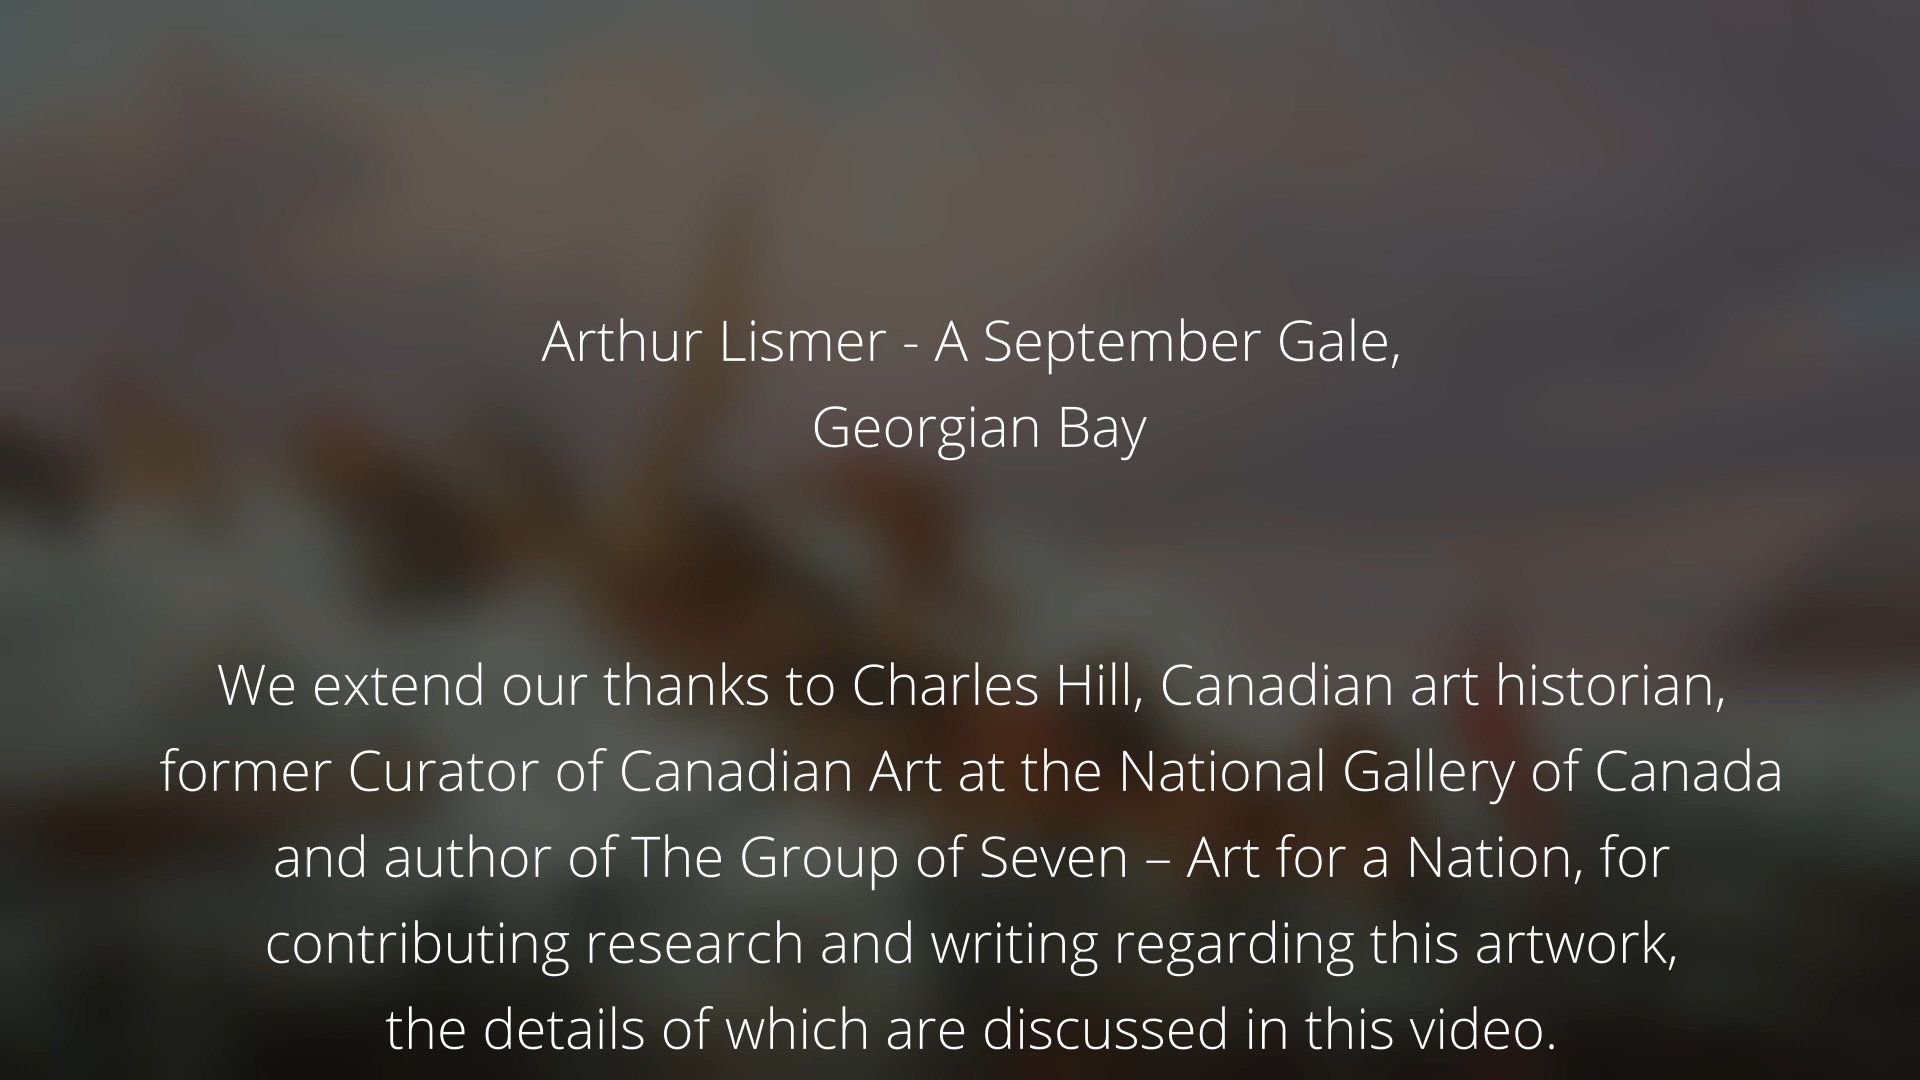 Arthur Lismer - A September Gale,
Georgian Bay
We extend our thanks to Charles Hill, Canadian art historian,
former Curator of Canadian Art at the National Gallery of Canada
and author of The Group of Seven – Art for a Nation, for
contributing research and writing regarding this artwork,
the details of which are discussed in this video.